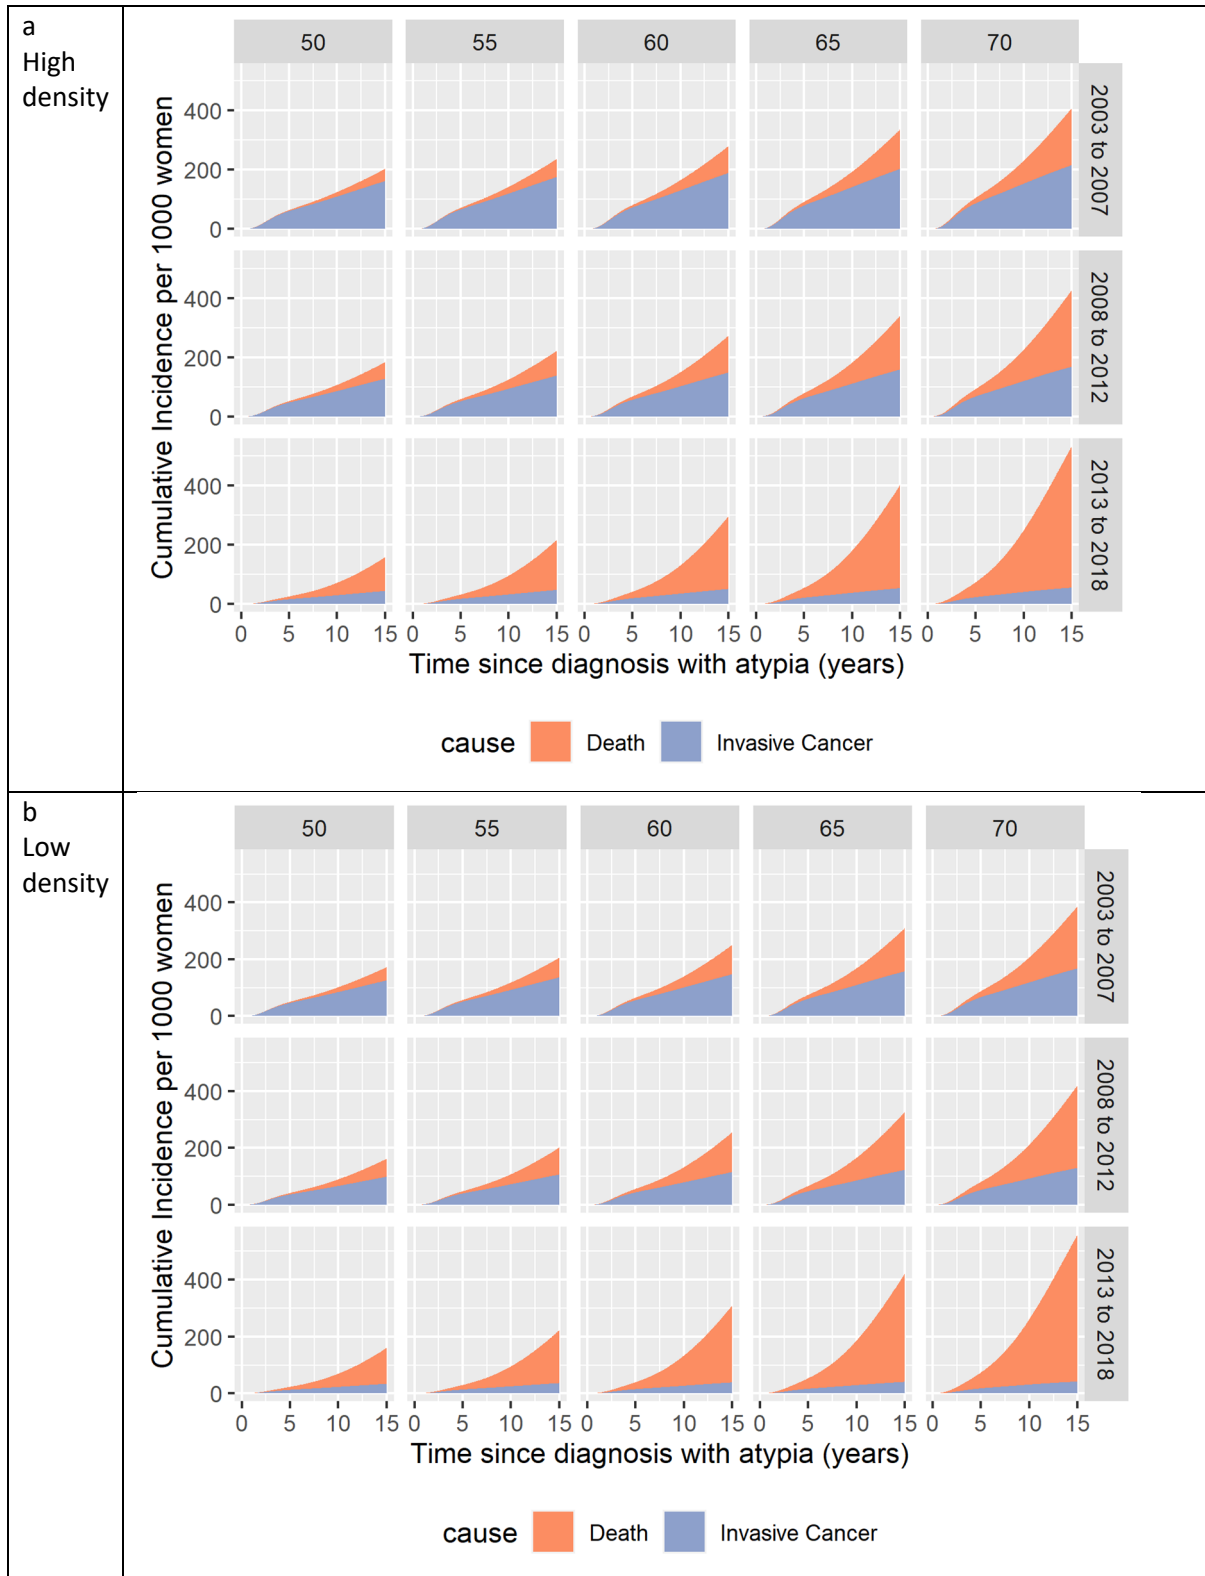 a
High
density
50 55 60 65 70
Cumulative Incidence per 1000 women
400
200
0
2003 to 2007
400
200
0
2008 to 2012
400
200
0
2013 to 2018
0 5 10 15 0 5 10 15 0 5 10 15 0 5 10 15 0 5 10 15
Time since diagnosis with atypia (years)
cause Death Invasive Cancer
b
Low
density
50 55 60 65 70
Cumulative Incidence per 1000 women
400
200
0
2003 to 2007
400
200
0
2008 to 2012
400
200
0
2013 to 2018
0 5 10 15 0 5 10 15 0 5 10 15 0 5 10 15 0 5 10 15
Time since diagnosis with atypia (years)
cause Death Invasive Cancer